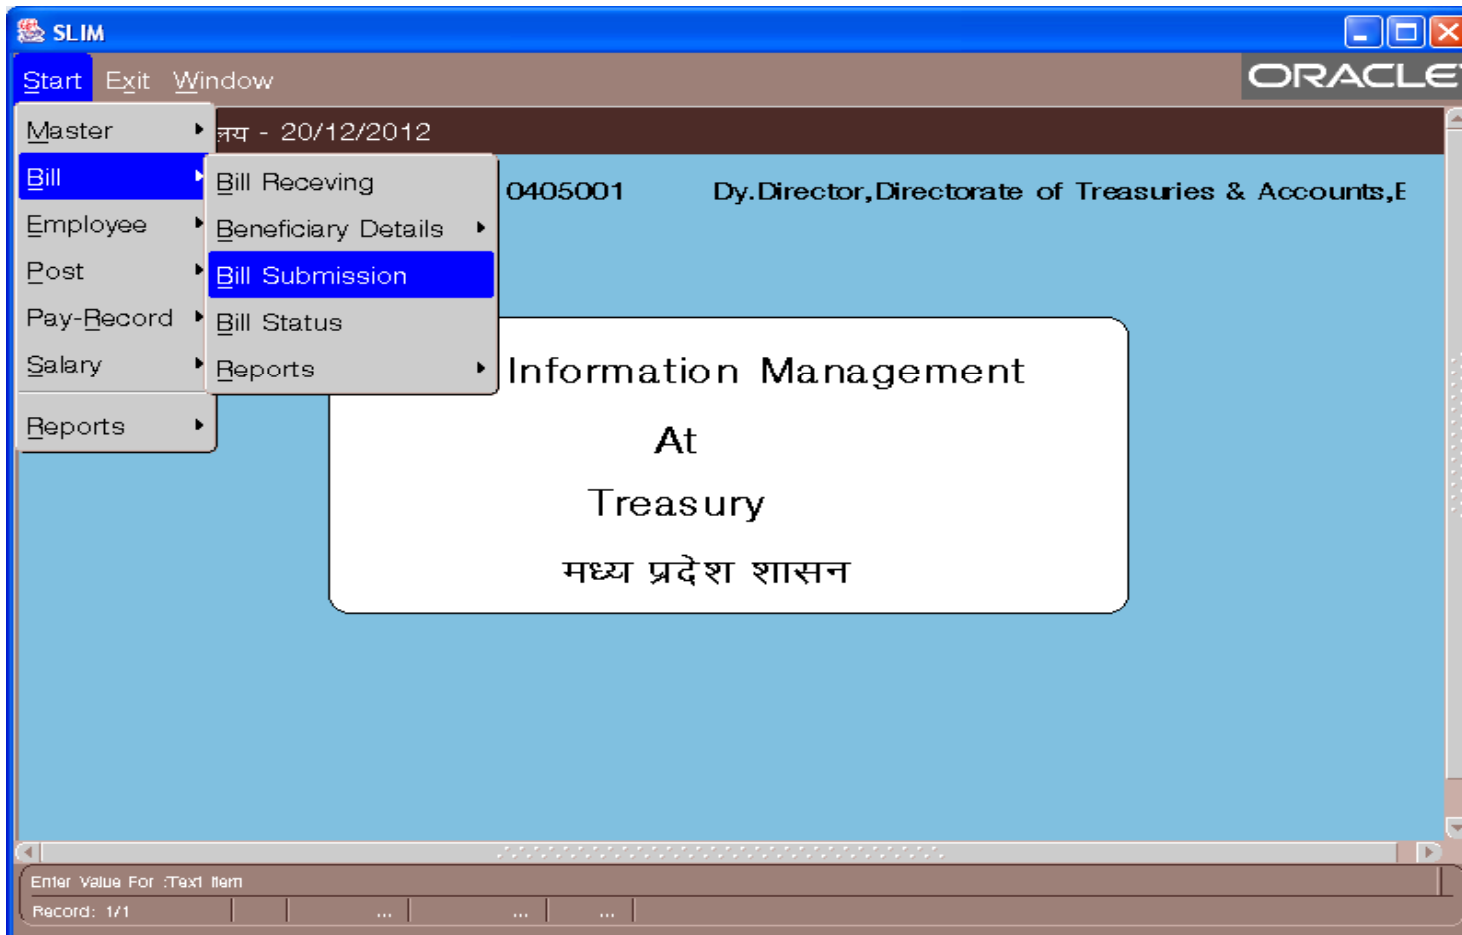 SLIM
Start Exit Window
ORACLE
Master
लय - 20/12/2012
Bill
Bill Receving
0405001 Dy.Director,Directorate of Treasuries & Accounts,E
Employee
Beneficiary Details
Post
Bill Submission
Pay-Record
Bill Status
Salary
Reports
Information Management
Reports
At
Treasury
मध्य प्रदेश शासन
Enter Value For :Text Item
Record: 1/1
... ... ...